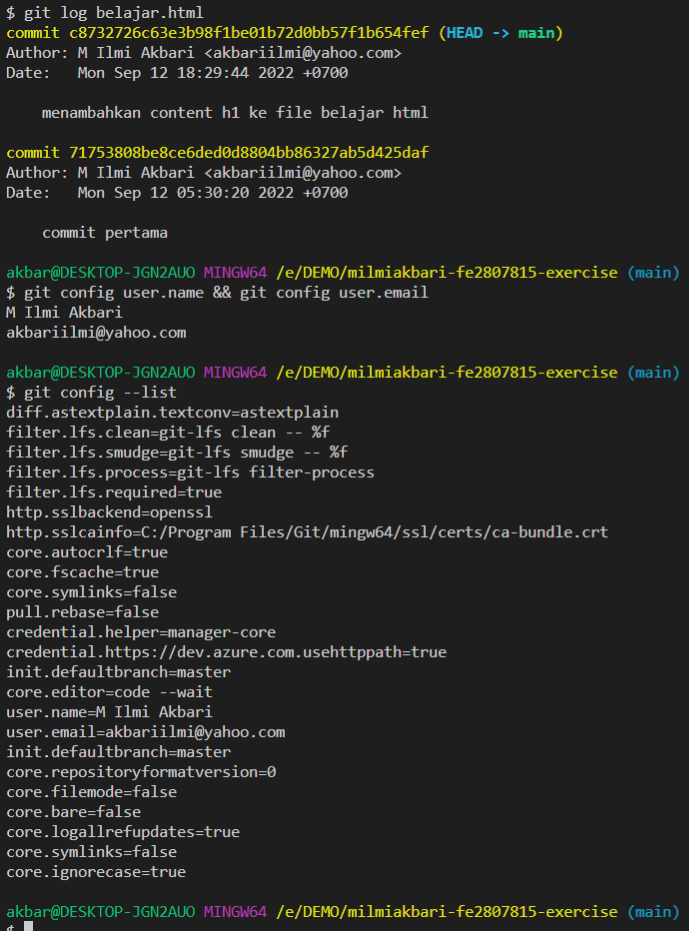 $ git log belajar.html
commit c8732726c63e3b98f1be01b72d0bb57f1b654fef (HEAD -> main)
Author: M Ilmi Akbari <akbariilmi@yahoo.com>
Date:   Mon Sep 12 18:29:44 2022 +0700
    menambahkan content h1 ke file belajar html
commit 71753808be8ce6ded0d8804bb86327ab5d425daf
Author: M Ilmi Akbari <akbariilmi@yahoo.com>
Date:   Mon Sep 12 05:30:20 2022 +0700
    commit pertama
akbar@DESKTOP-JGN2AUO MINGW64 /e/DEMO/milmiakbari-fe2807815-exercise (main)
$ git config user.name && git config user.email
M Ilmi Akbari
akbariilmi@yahoo.com
akbar@DESKTOP-JGN2AUO MINGW64 /e/DEMO/milmiakbari-fe2807815-exercise (main)
$ git config --list
diff.astextplain.textconv=astextplain
filter.lfs.clean=git-lfs clean -- %f
filter.lfs.smudge=git-lfs smudge -- %f
filter.lfs.process=git-lfs filter-process
filter.lfs.required=true
http.sslbackend=openssl
http.sslcainfo=C:/Program Files/Git/mingw64/ssl/certs/ca-bundle.crt
core.autocrlf=true
core.fscache=true
core.symlinks=false
pull.rebase=false
credential.helper=manager-core
credential.https://dev.azure.com.usehttppath=true
init.defaultbranch=master
core.editor=code --wait
user.name=M Ilmi Akbari
user.email=akbariilmi@yahoo.com
init.defaultbranch=master
core.repositoryformatversion=0
core.filemode=false
core.bare=false
core.logallrefupdates=true
core.symlinks=false
core.ignorecase=true
akbar@DESKTOP-JGN2AUO MINGW64 /e/DEMO/milmiakbari-fe2807815-exercise (main)
$